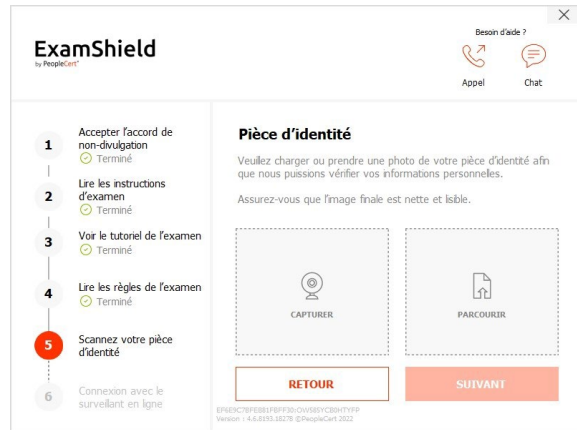 Besoin d'aide ?
ExamShield
by PeopleCert
Appel
Chat
1
Accepter l'accord de
non-divulgation
Terminé
2
Lire les instructions
d'examen
Terminé
3
Voir le tutoriel de l'examen
Terminé
4
Lire les règles de l'examen
Terminé
5
Scannez votre pièce
d'identité
6
Connexion avec le
surveillant en ligne
Pièce d'identité
Veuillez charger ou prendre une photo de votre pièce d'identité afin
que nous puissions vérifier vos informations personnelles.
Assurez-vous que l'image finale est nette et lisible.
CAPTURER
PARCOURIR
RETOUR
SUIVANT
©PeopleCert 2022